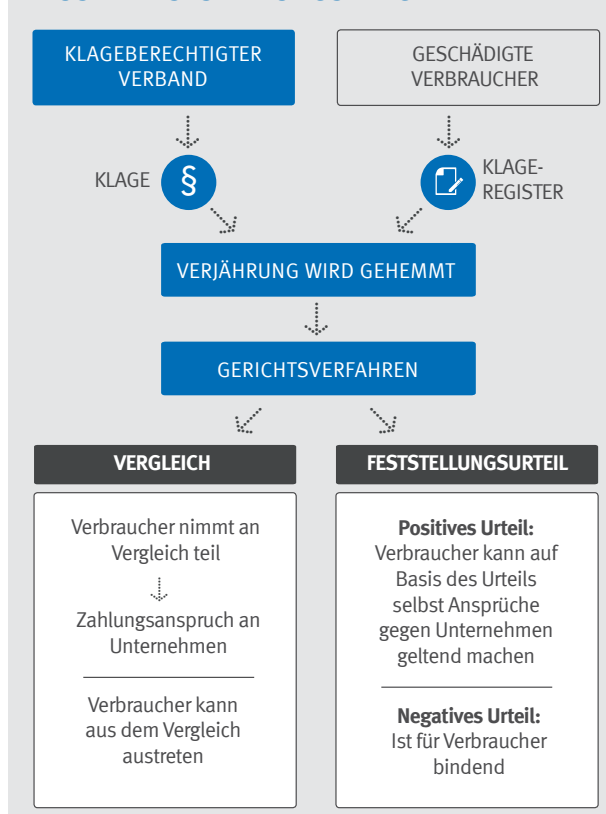 KLAGEBERECHTIGTER
VERBAND
GESCHÄDIGTE
VERBRAUCHER
KLAGE
§
KLAGE-
REGISTER
VERJÄHRUNG WIRD GEHEMMT
GERICHTSVERFAHREN
VERGLEICH
Verbraucher nimmt an
Vergleich teil
Zahlungsanspruch an
Unternehmen
Verbraucher kann
aus dem Vergleich
austreten
FESTSTELLUNGSURTEIL
Positives Urteil:
Verbraucher kann auf
Basis des Urteils
selbst Ansprüche
gegen Unternehmen
geltend machen
Negatives Urteil:
Ist für Verbraucher
bindend